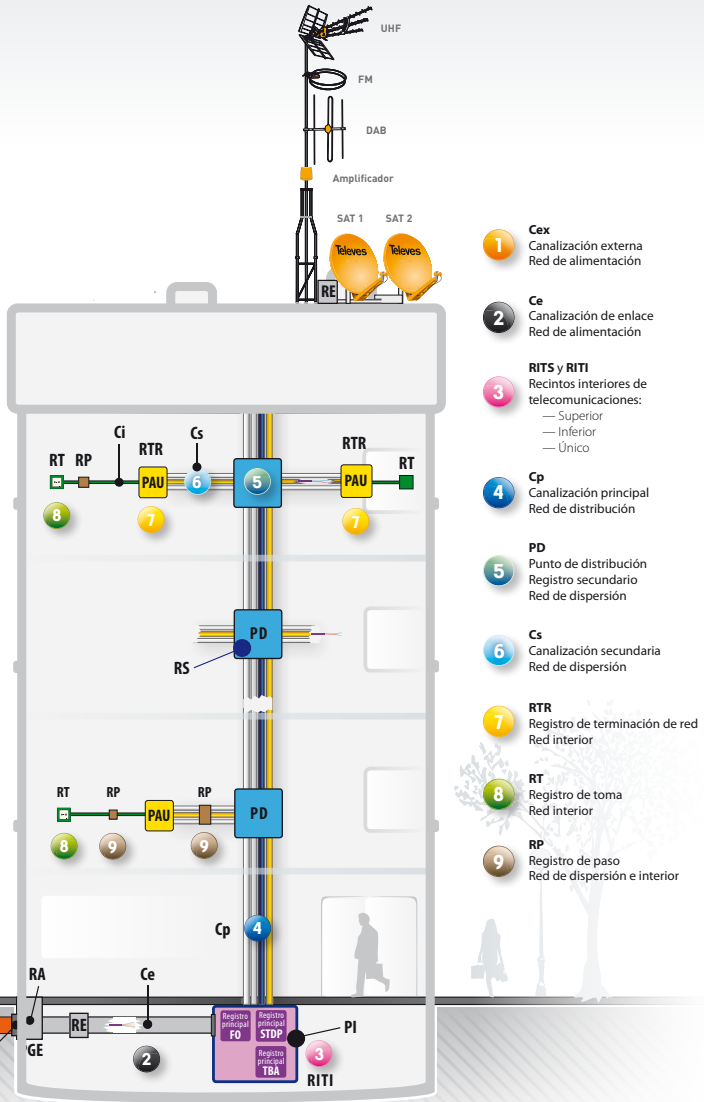 UHF
FM
DAB
Amplificador
SAT 1
SAT 2
Televes
Televes
RE
1
Cex
Canalización externa
Red de alimentación
2
Ce
Canalización de enlace
Red de alimentación
3
RITS y RITI
Recintos interiores de
telecomunicaciones:
— Superior
— Inferior
— Único
4
Cp
Canalización principal
Red de distribución
5
PD
Punto de distribución
Registro secundario
Red de dispersión
6
Cs
Canalización secundaria
Red de dispersión
7
RTR
Registro de terminación de red
Red interior
8
RT
Registro de toma
Red interior
9
RP
Registro de paso
Red de dispersión e interior
RT
RP
Ci
RTR
Cs
RTR
RT
PAU
6
5
PAU
8
7
7
PD
RS
RT
RP
RP
PAU
PD
8
9
9
Cp
4
RA
Ce
RE
GE
2
Registro
principal
FO
Registro
principal
STDP
Registro
principal
TBA
PI
3
RITI